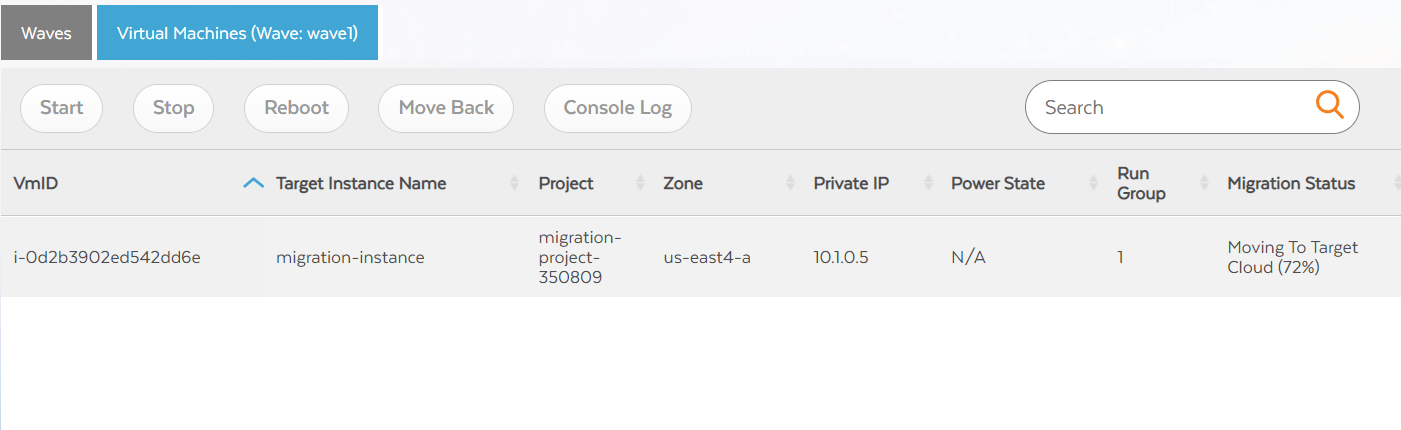 Waves
Virtual Machines (Wave: wave1)
Start
Stop
Reboot
Move Back
Console Log
Search
VmID
Target Instance Name
Project
Zone
Private IP
Power State
Run
Group
Migration Status
i-0d2b3902ed542dd6e
migration-instance
migration-
project-
350809
us-east4-a
10.1.0.5
N/A
1
Moving To Target
Cloud (72%)